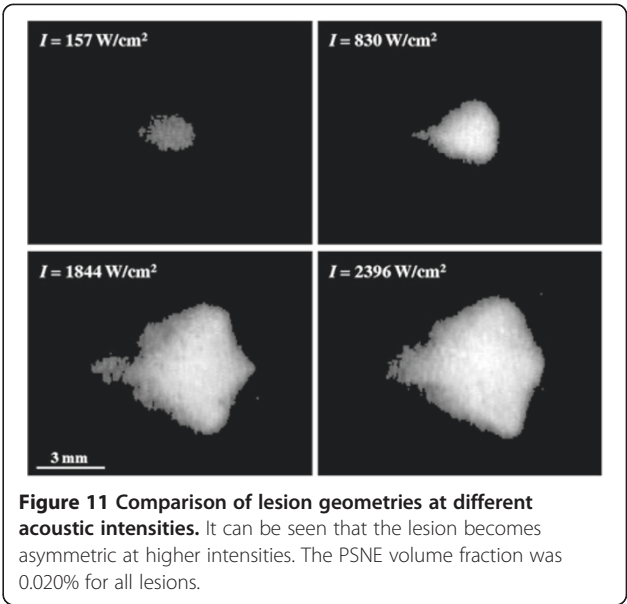 I = 157 W/cm²
I = 830 W/cm²
I = 1844 W/cm²
I = 2396 W/cm²
3 mm
Figure 11 Comparison of lesion geometries at different
acoustic intensities. It can be seen that the lesion becomes
asymmetric at higher intensities. The PSNE volume fraction was
0.020% for all lesions.